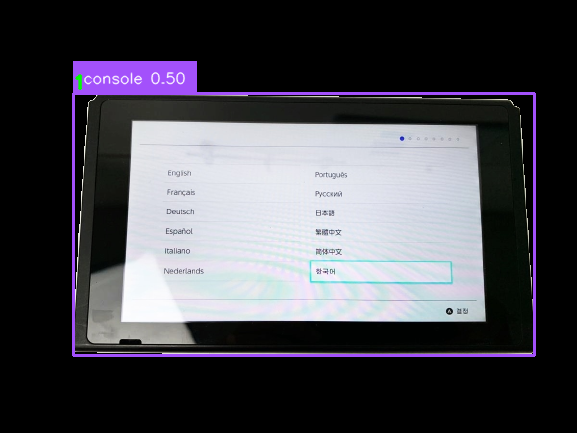 1
console 0.50
English
Français
Deutsch
Español
Italiano
Nederlands
Português
Русский
日本語
繁體中文
简体中文
한국어
A 결정